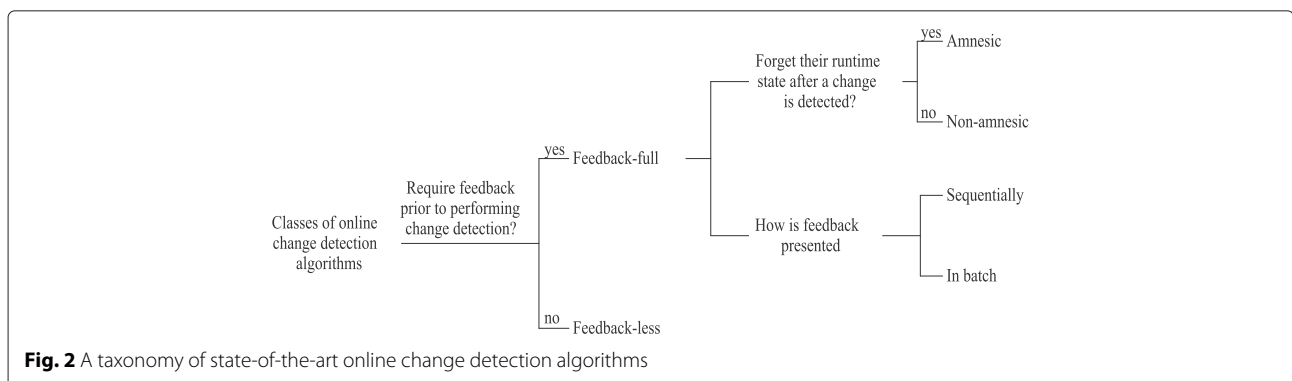 Classes of online
change detection
algorithms
Require feedback
prior to performing
change detection?
yes
Feedback-full
no
Feedback-less
Forget their runtime
state after a change
is detected?
yes
Amnesic
no
Non-amnesic
How is feedback
presented
Sequentially
In batch
Fig. 2 A taxonomy of state-of-the-art online change detection algorithms